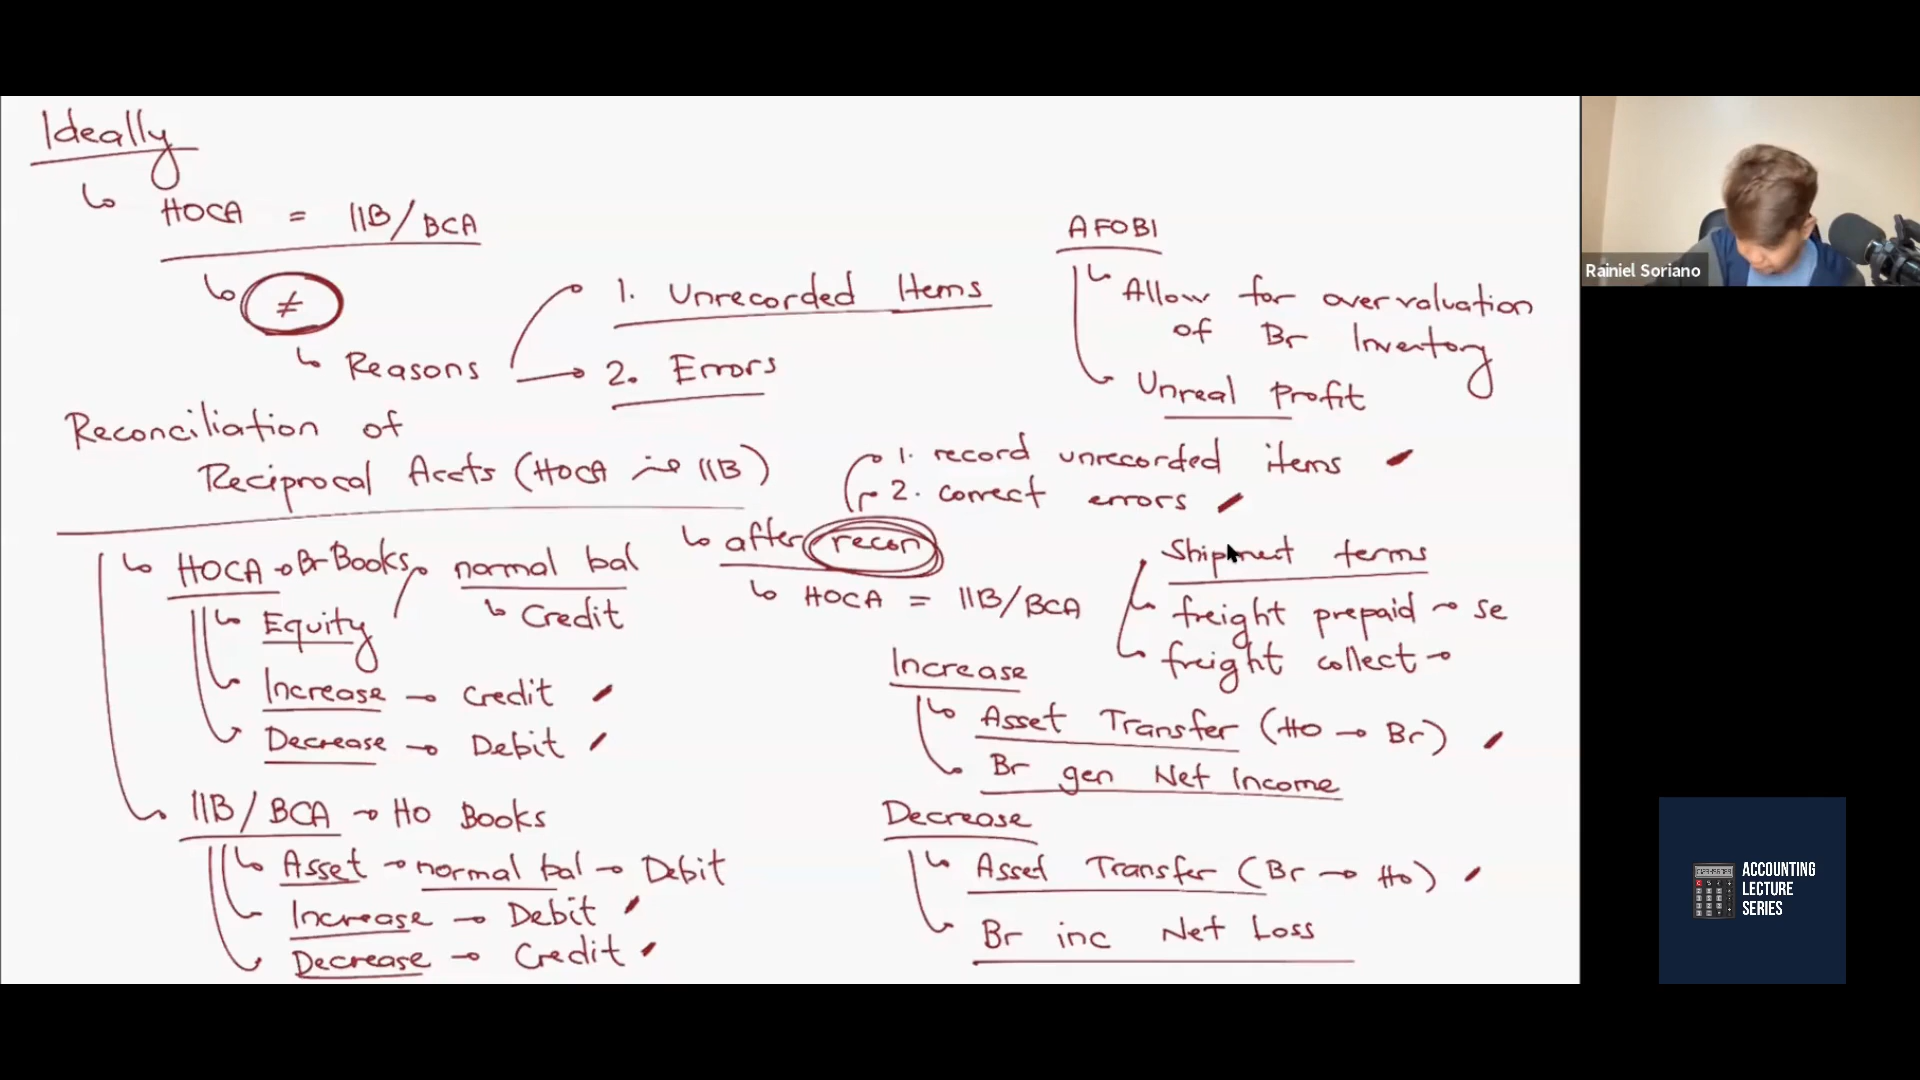 Ideally
HOCA = IIB/BCA
≠
Reasons
1. Unrecorded Items
2. Errors
AFOBI
Allow for overvaluation
of Br Inventory
Unreal Profit
Reconciliation of
Reciprocal Accts (HOCA → IIB)
1. record unrecorded items
2. correct errors
after recon
HOCA = IIB/BCA
HOCA → Br Books
normal bal
Credit
Equity
Increase → Credit
Decrease → Debit
IIB/BCA → HO Books
Asset → normal bal → Debit
Increase → Debit
Decrease → Credit
Shipment terms
freight prepaid → se
freight collect →
Increase
Asset Transfer (HO → Br)
Br gen Net Income
Decrease
Asset Transfer (Br → HO)
Br inc Net Loss
Rainiel Soriano
ACCOUNTING
LECTURE
SERIES